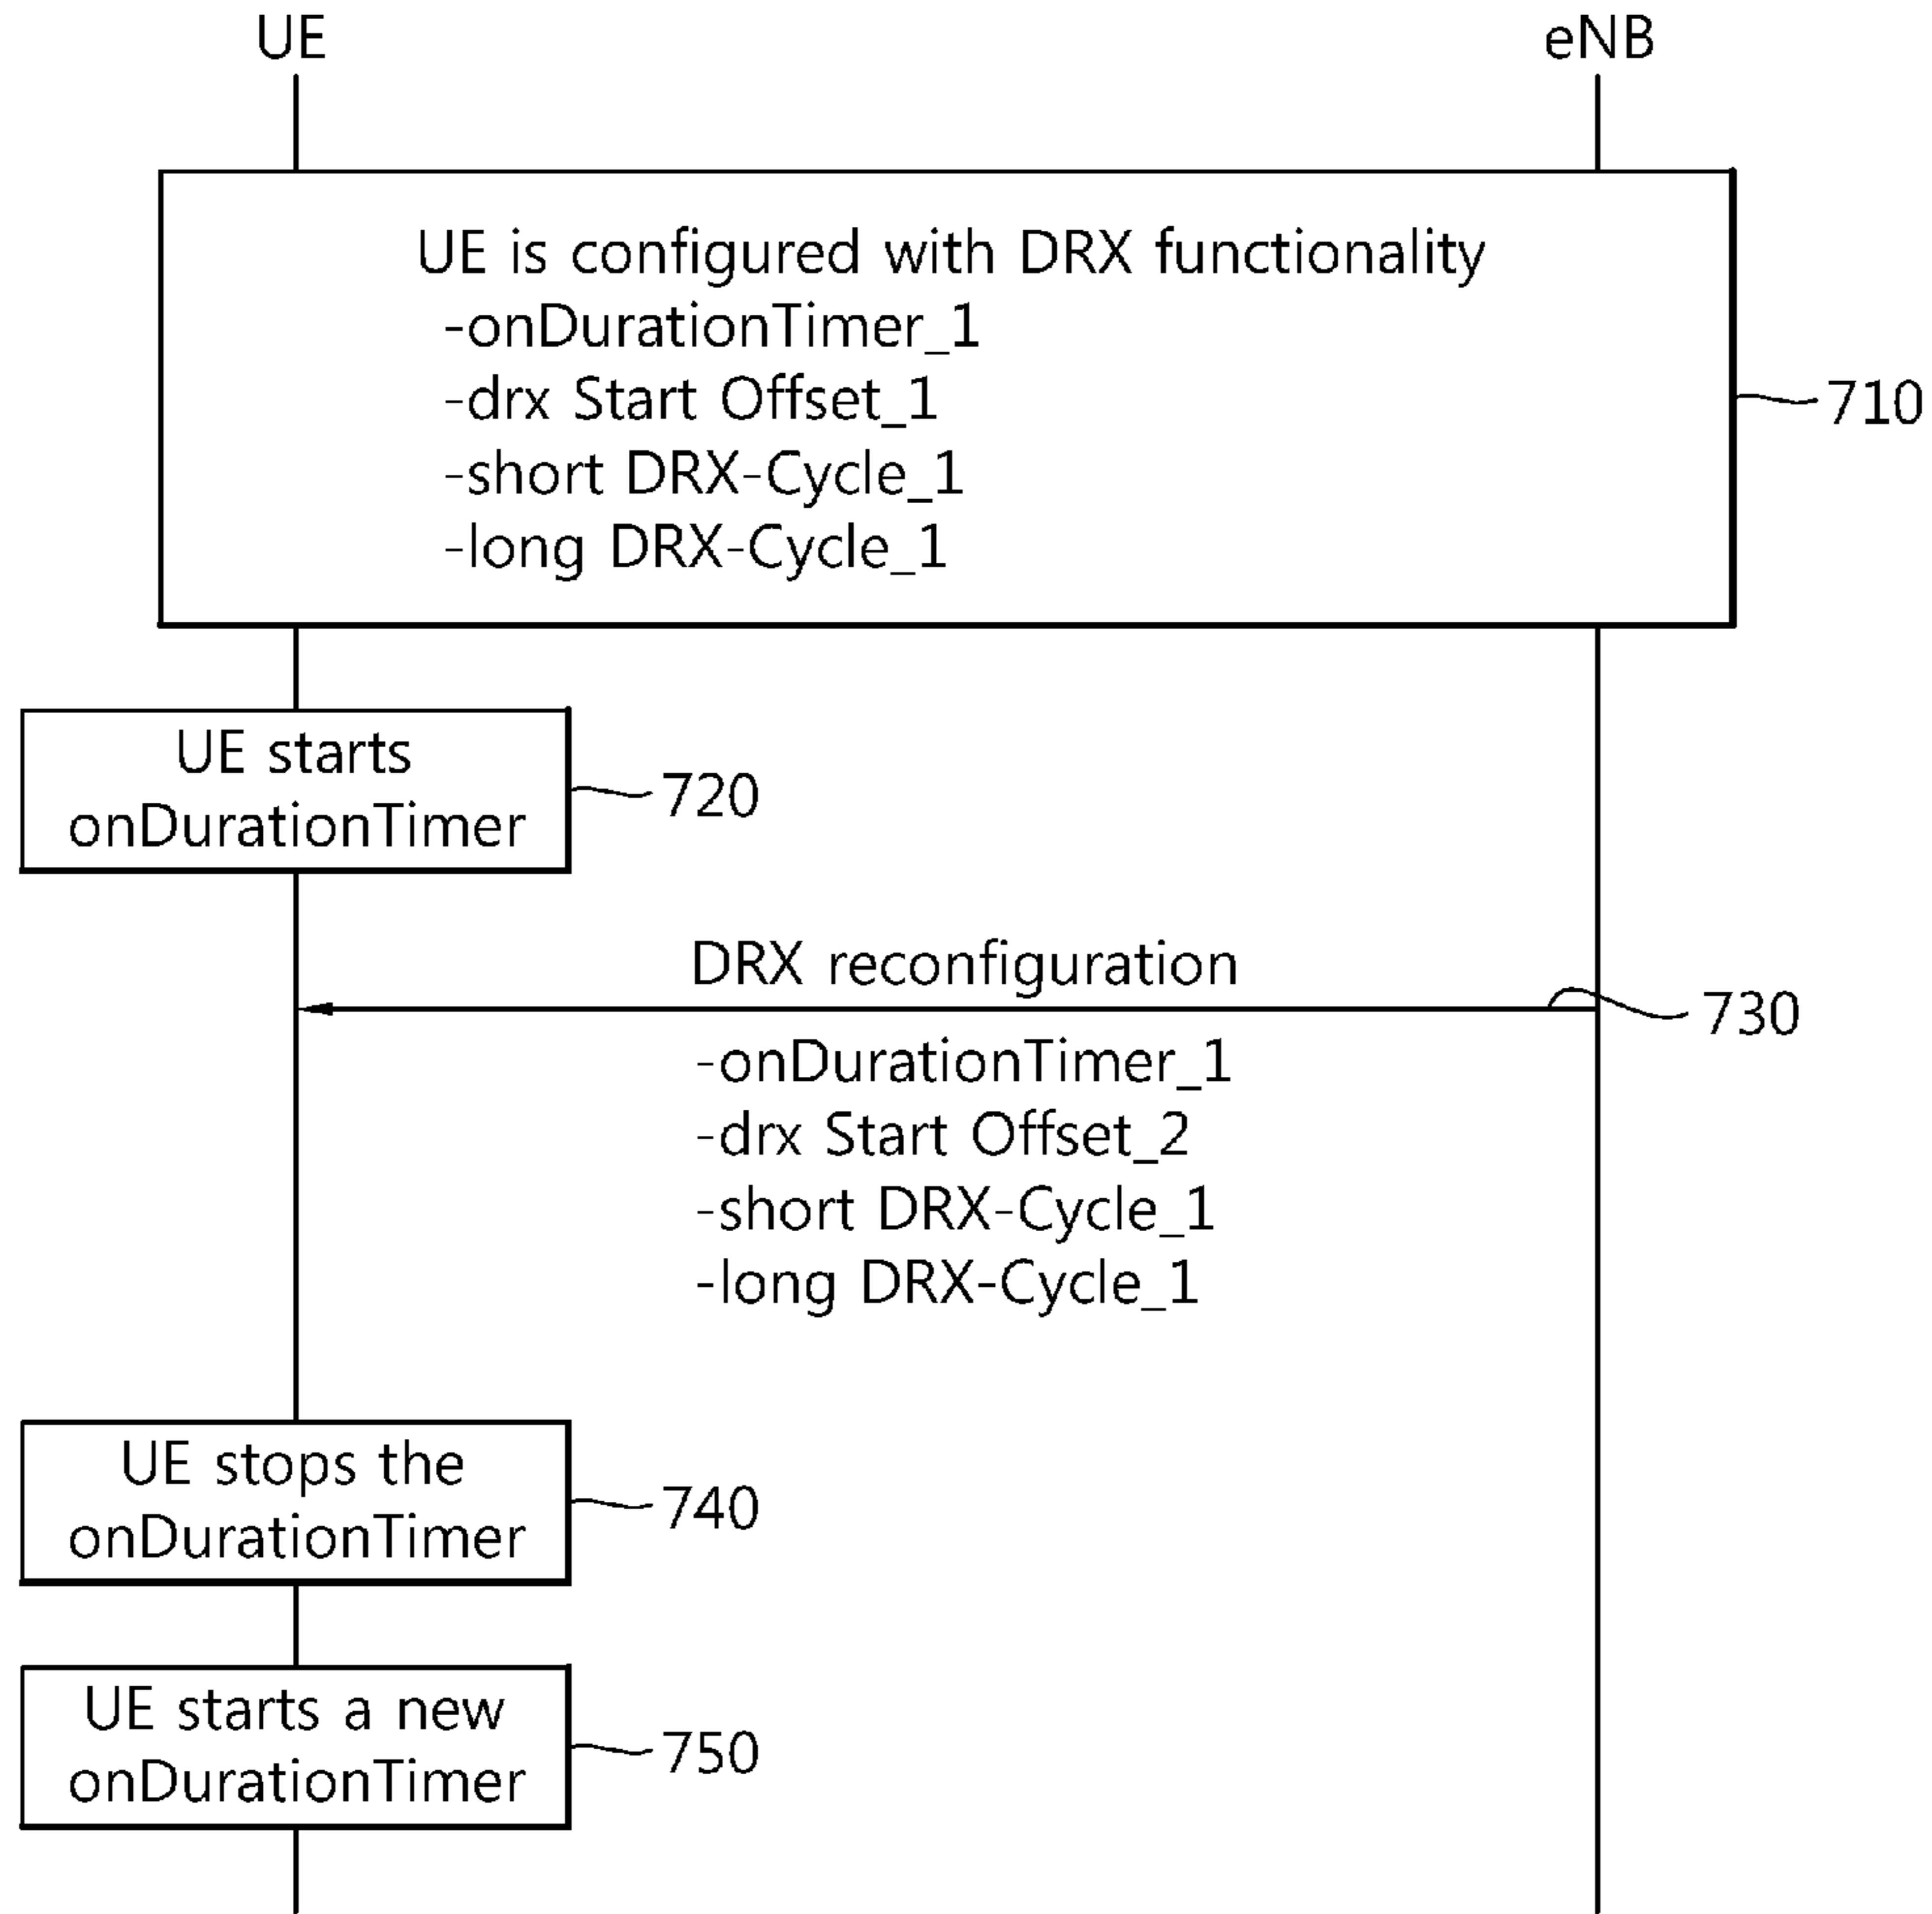 UE
eNB
UE is configured with DRX functionality
-onDurationTimer_1
-drx Start Offset_1
-short DRX-Cycle_1
-long DRX-Cycle_1
710
UE starts
onDurationTimer
720
DRX reconfiguration
730
-onDurationTimer_1
-drx Start Offset_2
-short DRX-Cycle_1
-long DRX-Cycle_1
UE stops the
onDurationTimer
740
UE starts a new
onDurationTimer
750